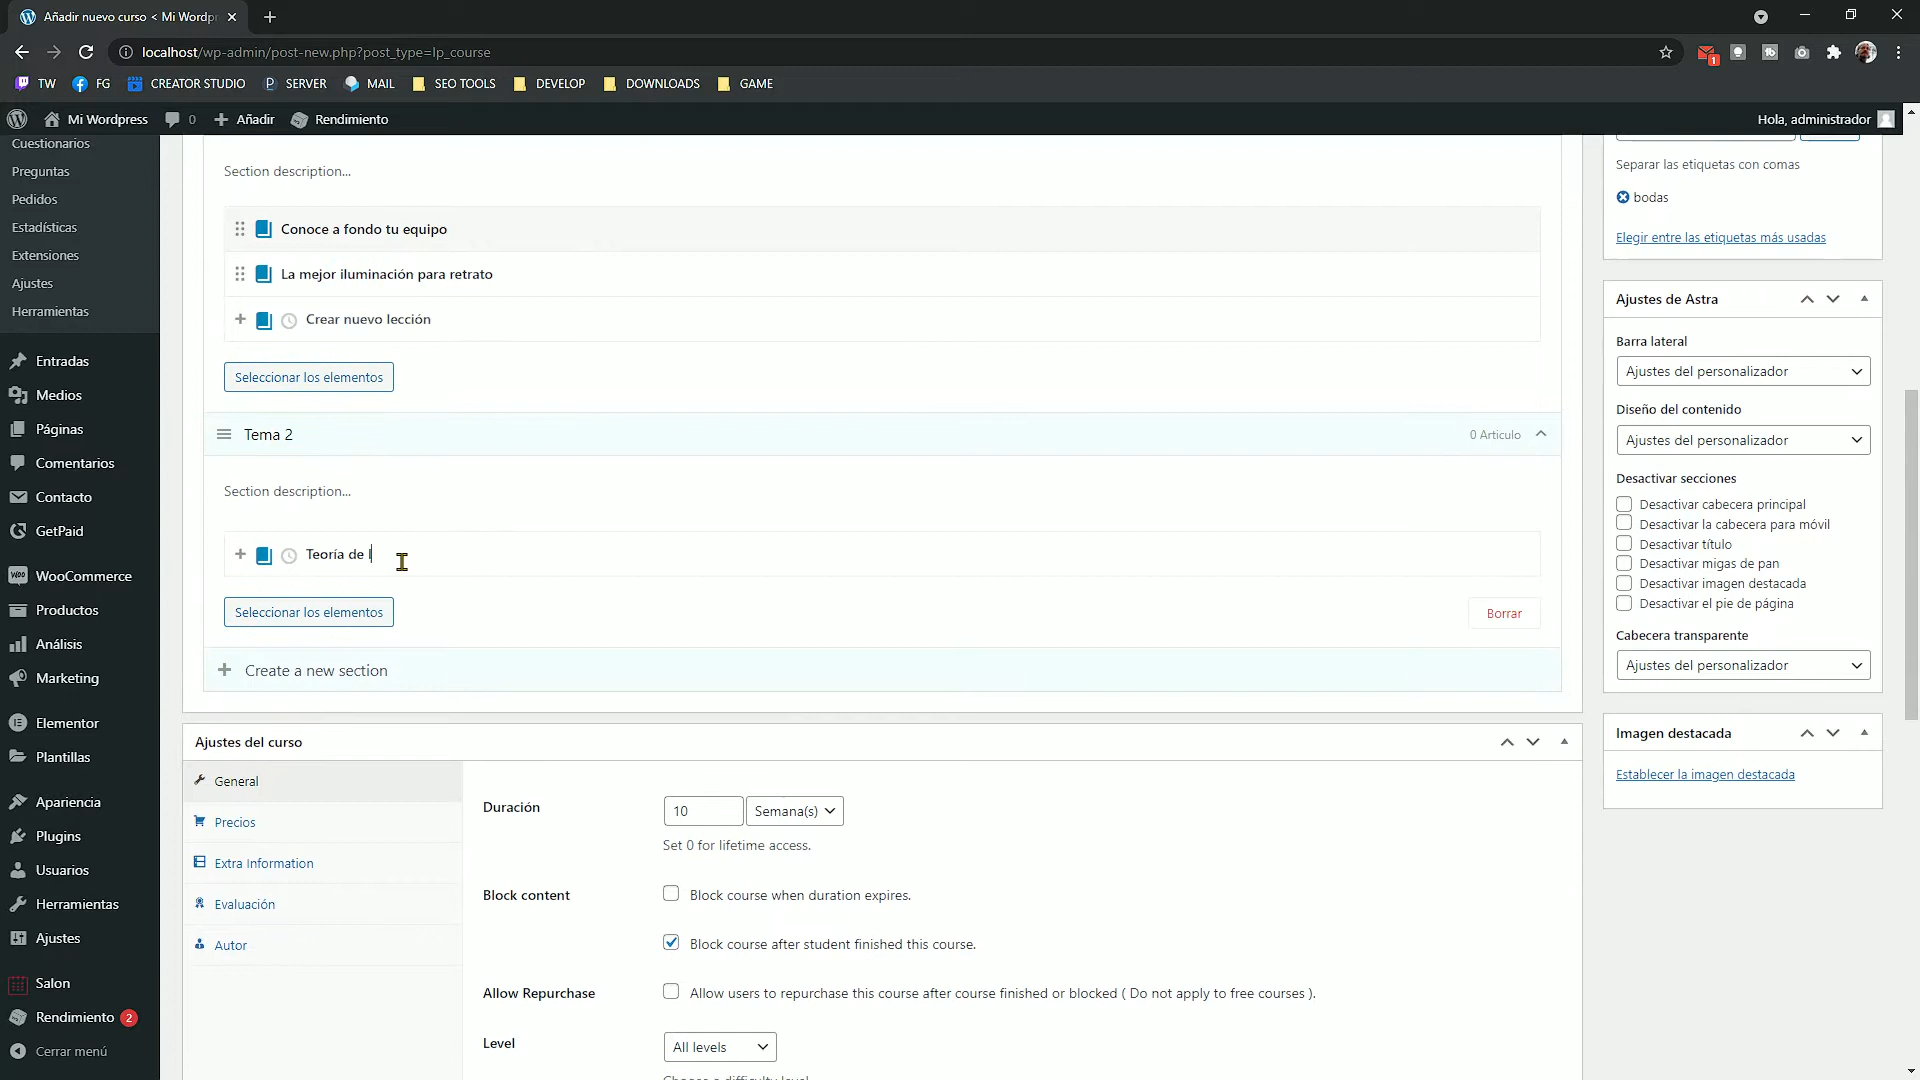 Añadir nuevo curso < Mi Wordpr
localhost/wp-admin/post-new.php?post_type=lp_course
1
TW
FG
CREATOR STUDIO
SERVER
MAIL
SEO TOOLS
DEVELOP
DOWNLOADS
GAME
Mi Wordpress
0
Añadir
Rendimiento
Hola, administrador
Cuestionarios
Preguntas
Pedidos
Estadísticas
Extensiones
Ajustes
Herramientas
Entradas
Medios
Páginas
Comentarios
Contacto
GetPaid
WooCommerce
Productos
Análisis
Marketing
Elementor
Plantillas
Apariencia
Plugins
Usuarios
Herramientas
Ajustes
Salon
Rendimiento 2
Cerrar menú
Section description...
Conoce a fondo tu equipo
La mejor iluminación para retrato
Crear nuevo lección
Seleccionar los elementos
Tema 2
0 Articulo
Section description...
Teoría de l
Seleccionar los elementos
Borrar
Create a new section
Ajustes del curso
General
Precios
Extra Information
Evaluación
Autor
Duración
10
Semana(s)
Set 0 for lifetime access.
Block content
Block course when duration expires.
Block course after student finished this course.
Allow Repurchase
Allow users to repurchase this course after course finished or blocked ( Do not apply to free courses ).
Level
All levels
Choose a difficulty level.
Separar las etiquetas con comas
bodas
Elegir entre las etiquetas más usadas
Ajustes de Astra
Barra lateral
Ajustes del personalizador
Diseño del contenido
Ajustes del personalizador
Desactivar secciones
Desactivar cabecera principal
Desactivar la cabecera para móvil
Desactivar título
Desactivar migas de pan
Desactivar imagen destacada
Desactivar el pie de página
Cabecera transparente
Ajustes del personalizador
Imagen destacada
Establecer la imagen destacada